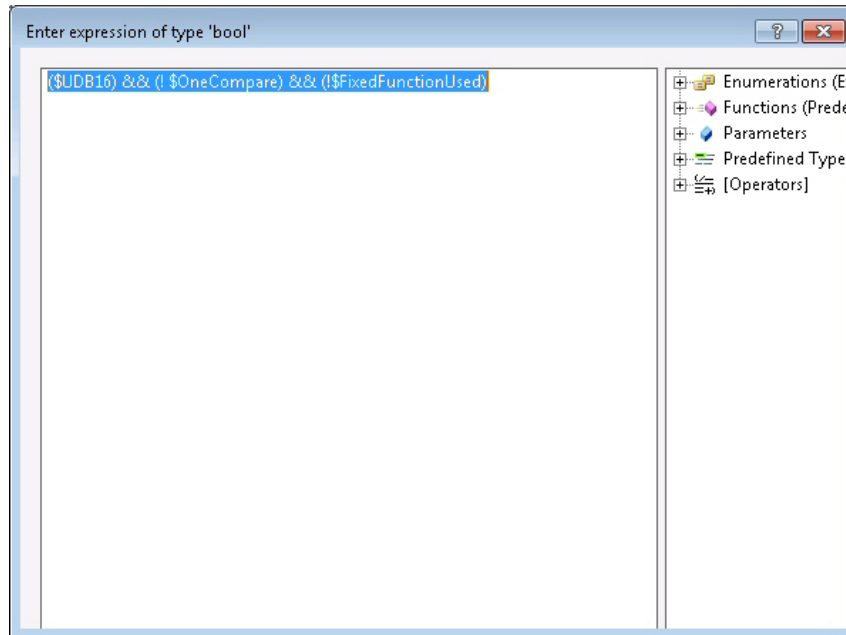 Enter expression of type 'bool'
($UDB16) && (! $OneCompare) && (!$FixedFunctionUsed)
Enumerations (E
Functions (Prede
Parameters
Predefined Type
[Operators]